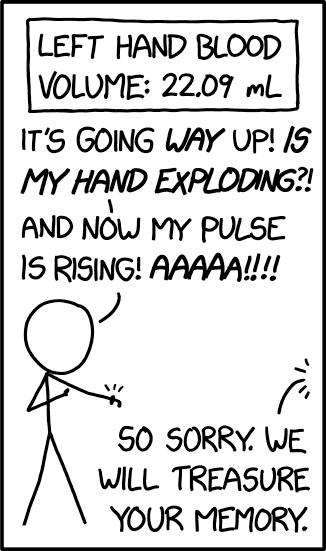 LEFT HAND BLOOD
VOLUME: 22.09 mL
IT'S GOING WAY UP! IS
MY HAND EXPLODING?!
AND NOW MY PULSE
IS RISING! AAAAA!!!!
SO SORRY. WE
WILL TREASURE
YOUR MEMORY.